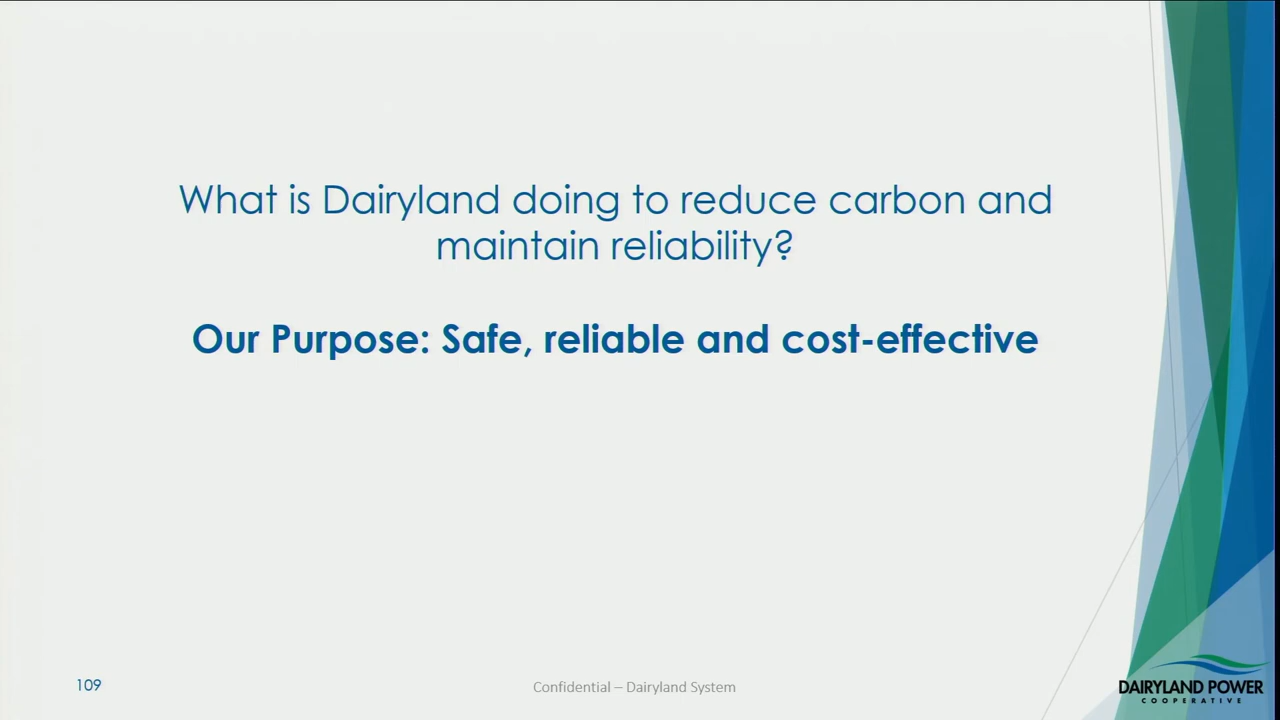 What is Dairyland doing to reduce carbon and
maintain reliability?
Our Purpose: Safe, reliable and cost-effective
109
Confidential – Dairyland System
DAIRYLAND POWER
COOPERATIVE